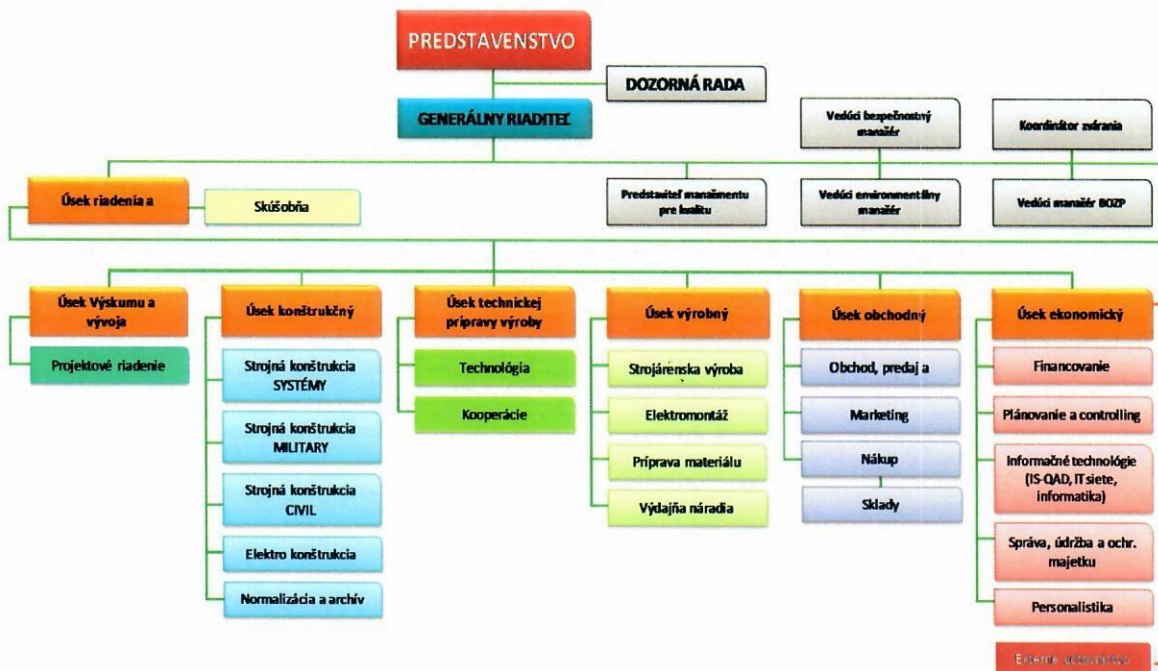 PREDSTAVENSTVO
DOZORNÁ RADA
GENERÁLNY RIADITEĽ
Vedúci bezpečnostný
manažér
Koordinátor zvárania
Úsek riadenia a
Skúšobňa
Predstaviteľ manažmentu
pre kvalitu
Vedúci environmentálny
manažér
Vedúci manažér BOZP
Úsek Výskumu a
vývoja
Projektové riadenie
Úsek konštrukčný
Strojná konštrukcia
SYSTÉMY
Strojná konštrukcia
MILITARY
Strojná konštrukcia
CIVIL
Elektro konštrukcia
Normalizácia a archív
Úsek technickej
prípravy výroby
Technológia
Kooperácie
Úsek výrobný
Strojárenska výroba
Elektromontáž
Príprava materiálu
Výdajňa náradia
Úsek obchodný
Obchod, predaj a
Marketing
Nákup
Sklady
Úsek ekonomický
Financovanie
Plánovanie a controlling
Informačné technológie
(IS-QAD, IT siete,
informatika)
Správa, údržba a ochr.
majetku
Personalistika